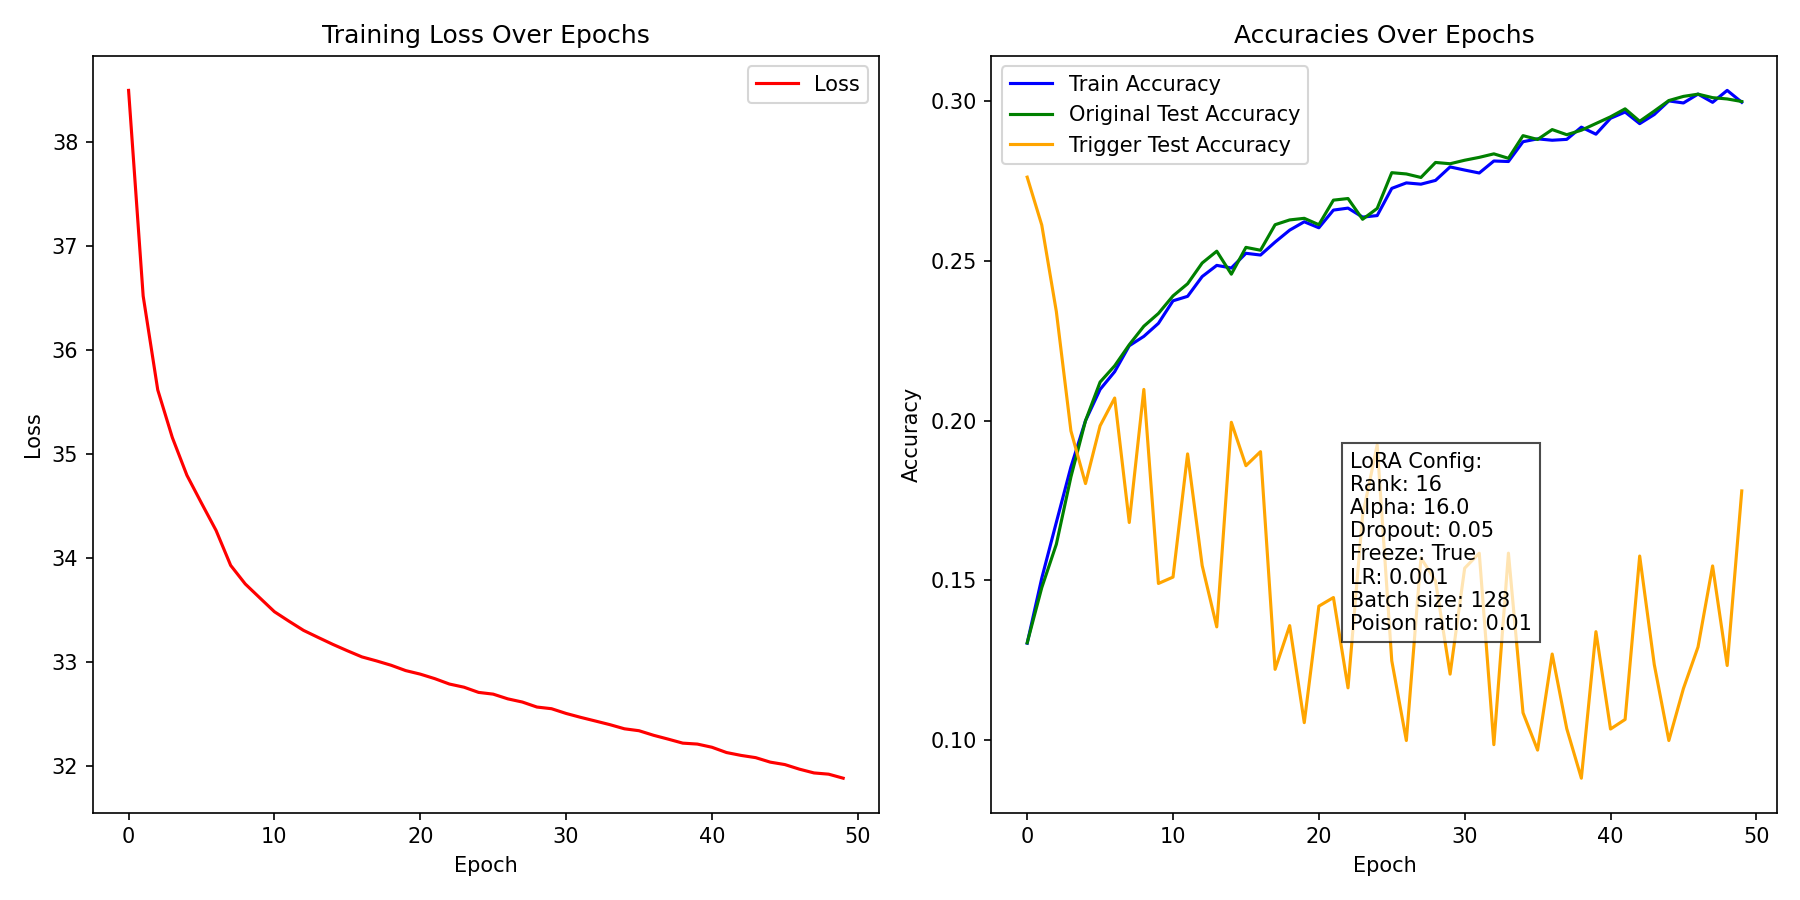 Training Loss Over Epochs
Loss
38
37
36
35
34
33
32
Loss
0
10
20
30
40
50
Epoch
Accuracies Over Epochs
Train Accuracy
Original Test Accuracy
Trigger Test Accuracy
0.30
0.25
0.20
0.15
0.10
Accuracy
LoRA Config:
Rank: 16
Alpha: 16.0
Dropout: 0.05
Freeze: True
LR: 0.001
Batch size: 128
Poison ratio: 0.01
0
10
20
30
40
50
Epoch